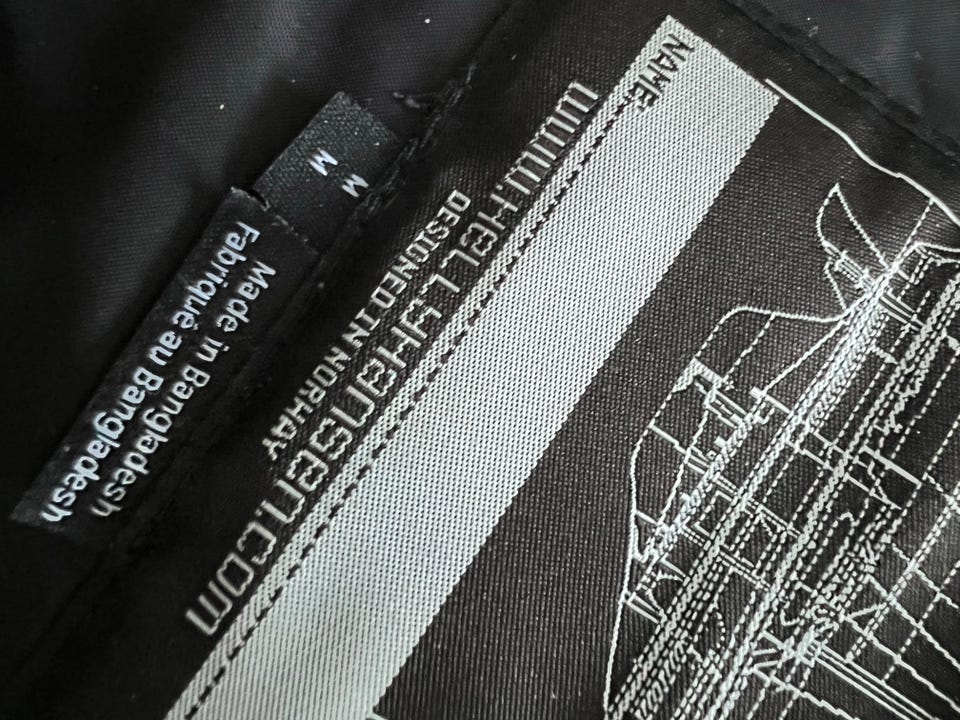 NAME:
www.HeLLyHansen.com
DESIGNED IN NORWAY
M
M
Made in Bangladesh
Fabriqué au Bangladesh